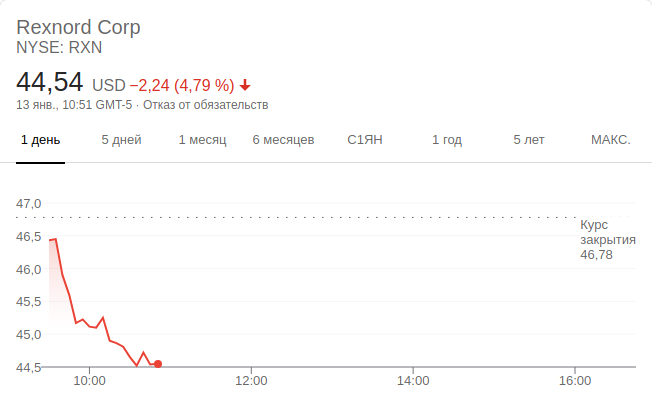 Rexnord Corp
NYSE: RXN
44,54 USD −2,24 (4,79 %)
13 янв., 10:51 GMT-5 · Отказ от обязательств
1 день 5 дней 1 месяц 6 месяцев С1ЯН 1 год 5 лет МАКС.
47,0
46,5
46,0
45,5
45,0
44,5
Курс
закрытия
46,78
10:00 12:00 14:00 16:00